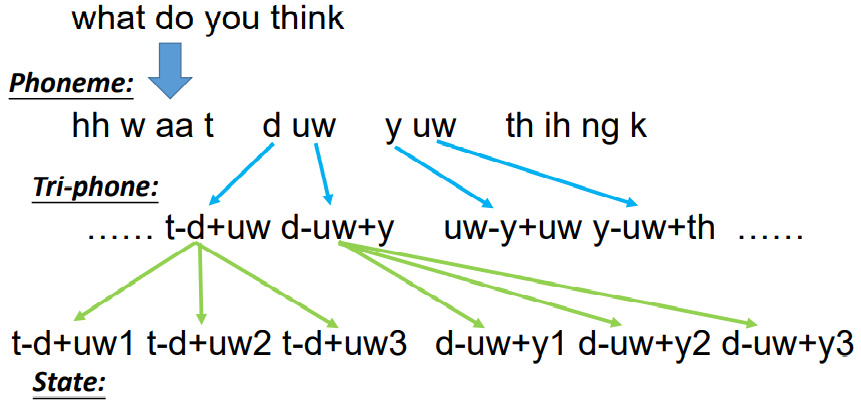 what do you think
Phoneme:
hh w aa t d uw y uw th ih ng k
Tri-phone:
…… t-d+uw d-uw+y uw-y+uw y-uw+th ……
t-d+uw1 t-d+uw2 t-d+uw3 d-uw+y1 d-uw+y2 d-uw+y3
State: